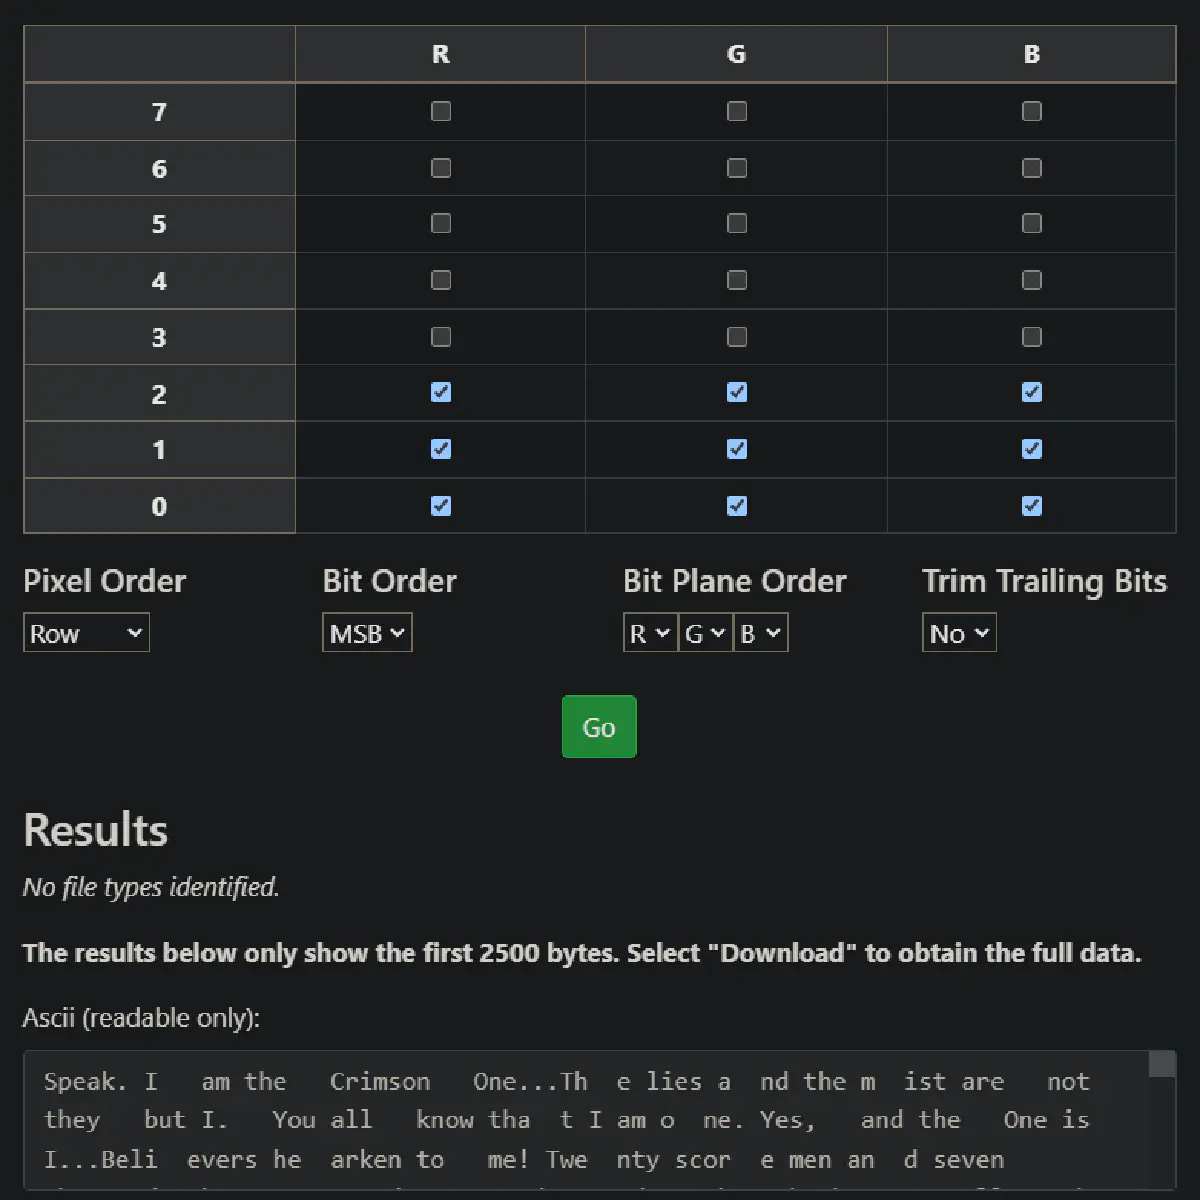 R G B
7
6
5
4
3
2
1
0
Pixel Order Bit Order Bit Plane Order Trim Trailing Bits
Row MSB R G B No
Go
Results
No file types identified.
The results below only show the first 2500 bytes. Select "Download" to obtain the full data.
Ascii (readable only):
Speak. I   am the   Crimson   One...Th  e lies a  nd the m  ist are   not
they   but I.   You all   know tha  t I am o  ne. Yes,   and the   One is
I...Beli  evers he  arken to   me! Twe  nty scor  e men an  d seven